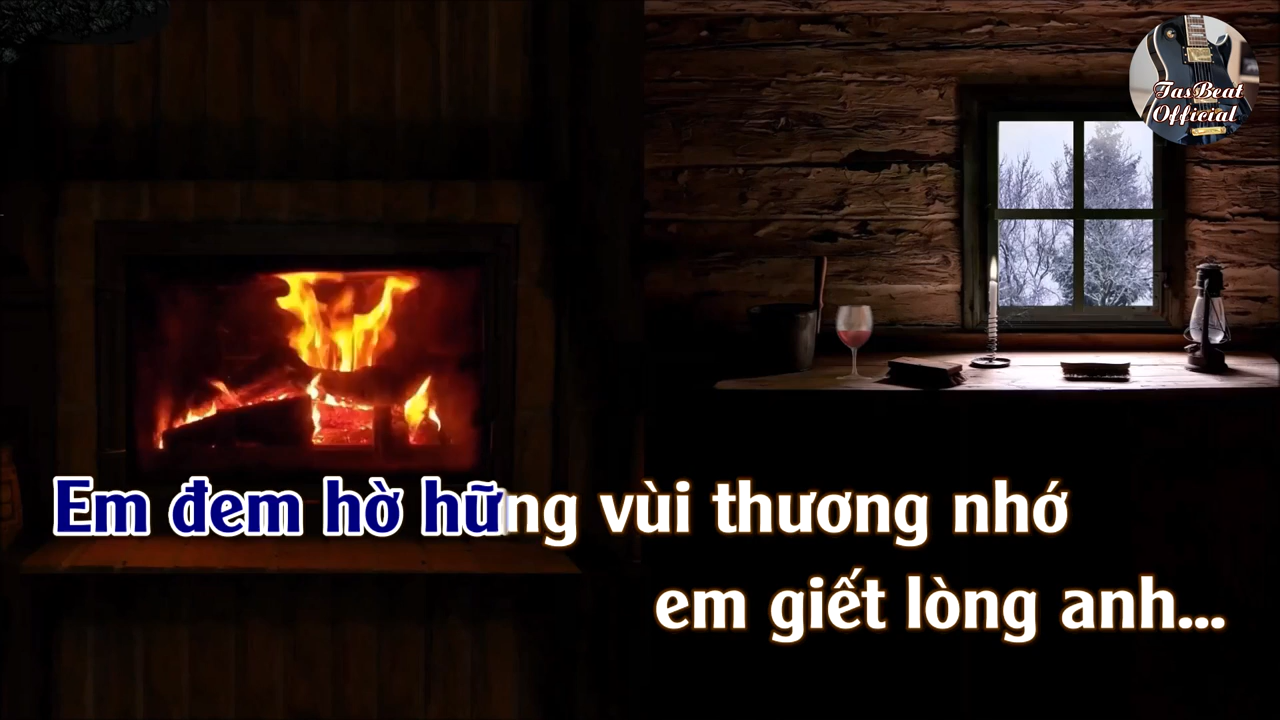 TasBeat
Official
Em đem hờ hững vùi thương nhớ
em giết lòng anh...